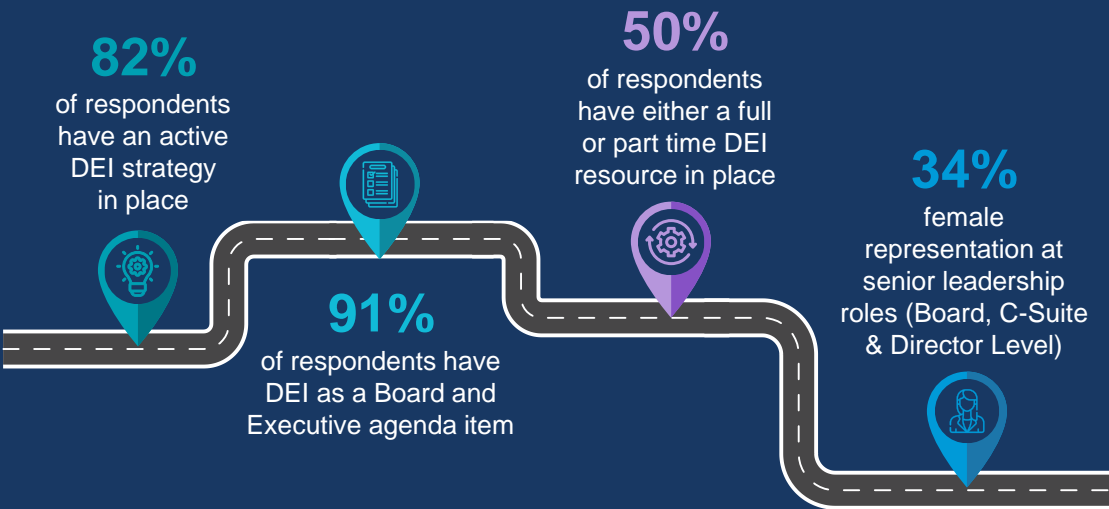 82%
of respondents
have an active
DEI strategy
in place
91%
of respondents have
DEI as a Board and
Executive agenda item
50%
of respondents
have either a full
or part time DEI
resource in place
34%
female
representation at
senior leadership
roles (Board, C-Suite
& Director Level)